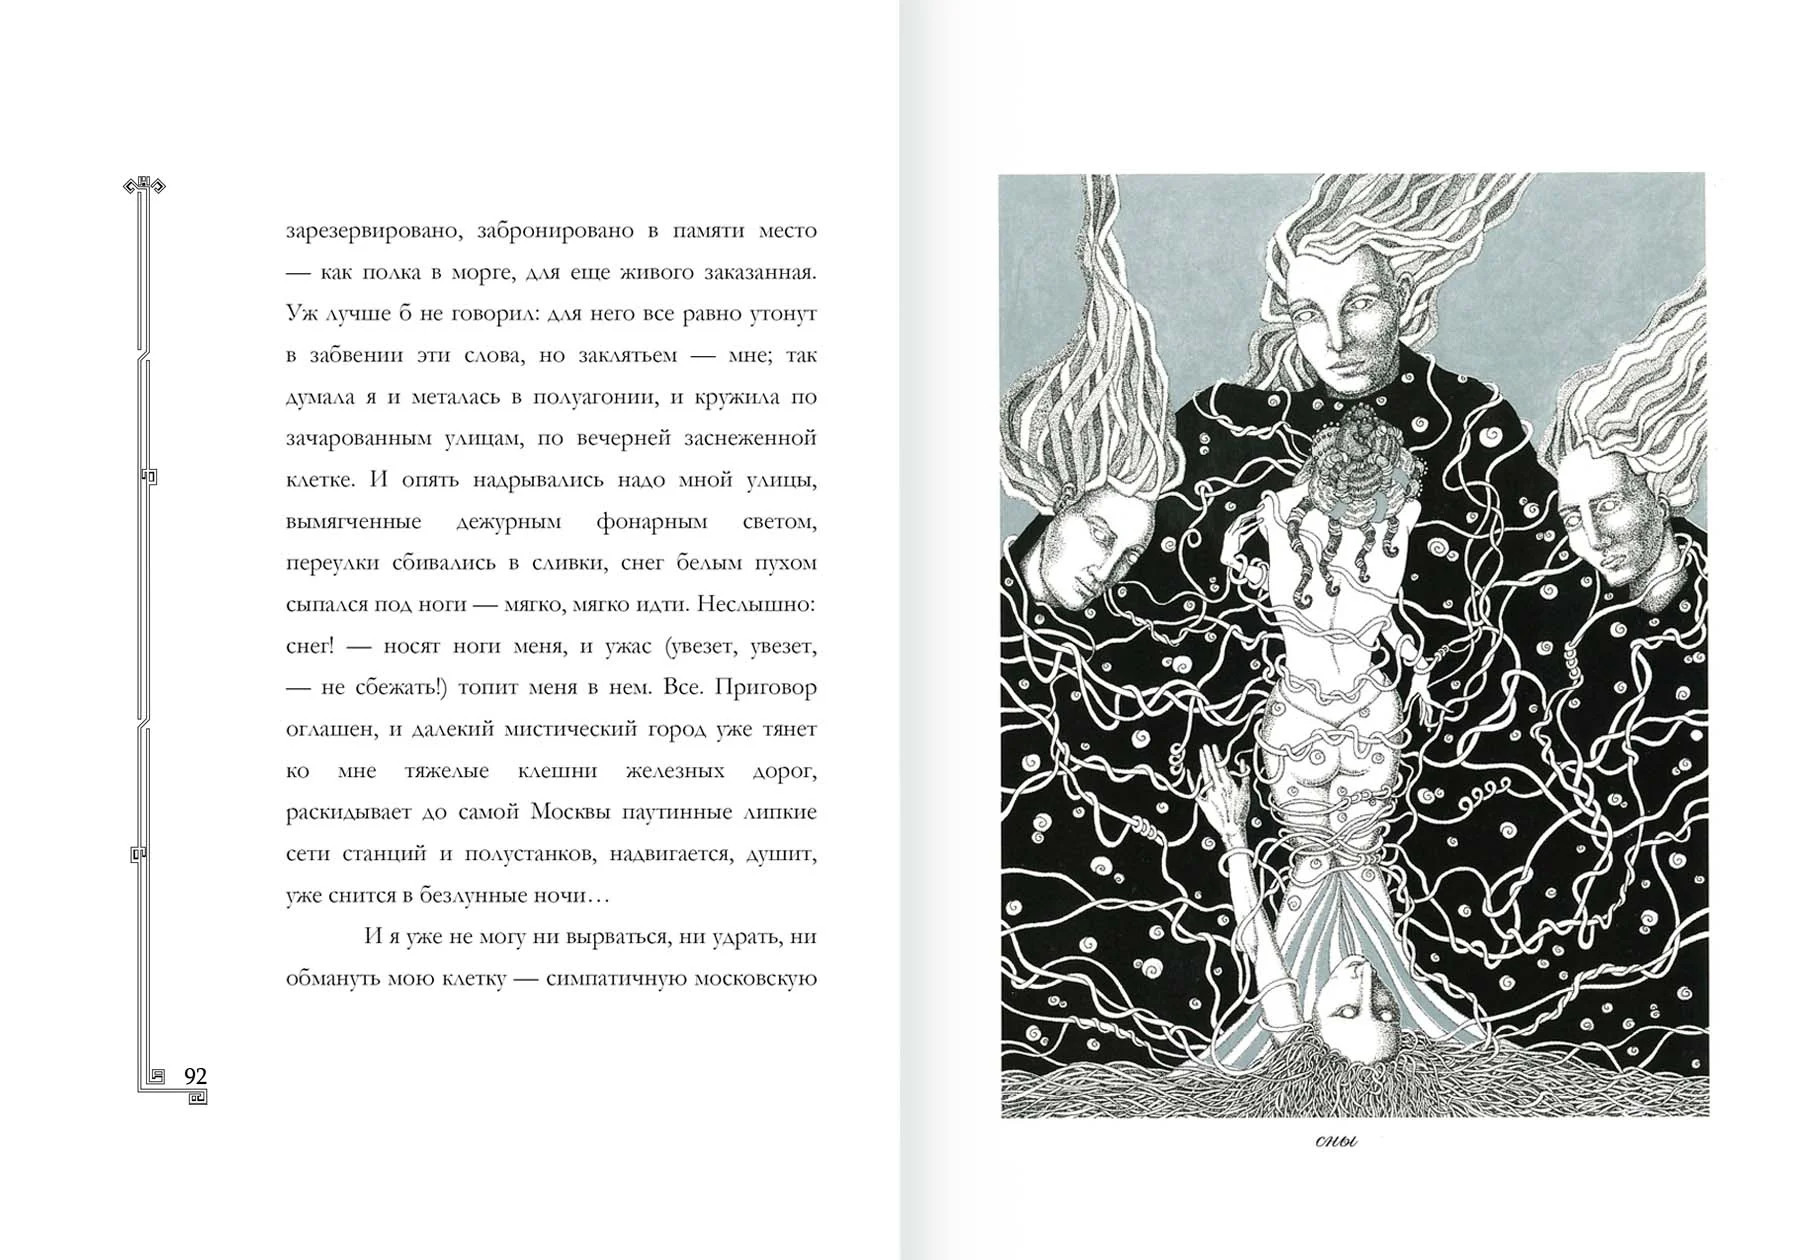 зарезервировано, забронировано в памяти место
— как полка в морге, для еще живого заказанная.
Уж лучше б не говорил: для него все равно утонут
в забвении эти слова, но заклятьем — мне; так
думала я и металась в полуагонии, и кружила по
зачарованным улицам, по вечерней заснеженной
клетке. И опять надрывались надо мной улицы,
вымягченные дежурным фонарным светом,
переулки сбивались в сливки, снег белым пухом
сыпался под ноги — мягко, мягко идти. Неслышно:
снег! — носят ноги меня, и ужас (увезет, увезет,
— не сбежать!) топит меня в нем. Все. Приговор
оглашен, и далекий мистический город уже тянет
ко мне тяжелые клешни железных дорог,
раскидывает до самой Москвы паутинные липкие
сети станций и полустанков, надвигается, душит,
уже снится в безлунные ночи…
И я уже не могу ни вырваться, ни удрать, ни
обмануть мою клетку — симпатичную московскую
92
сны